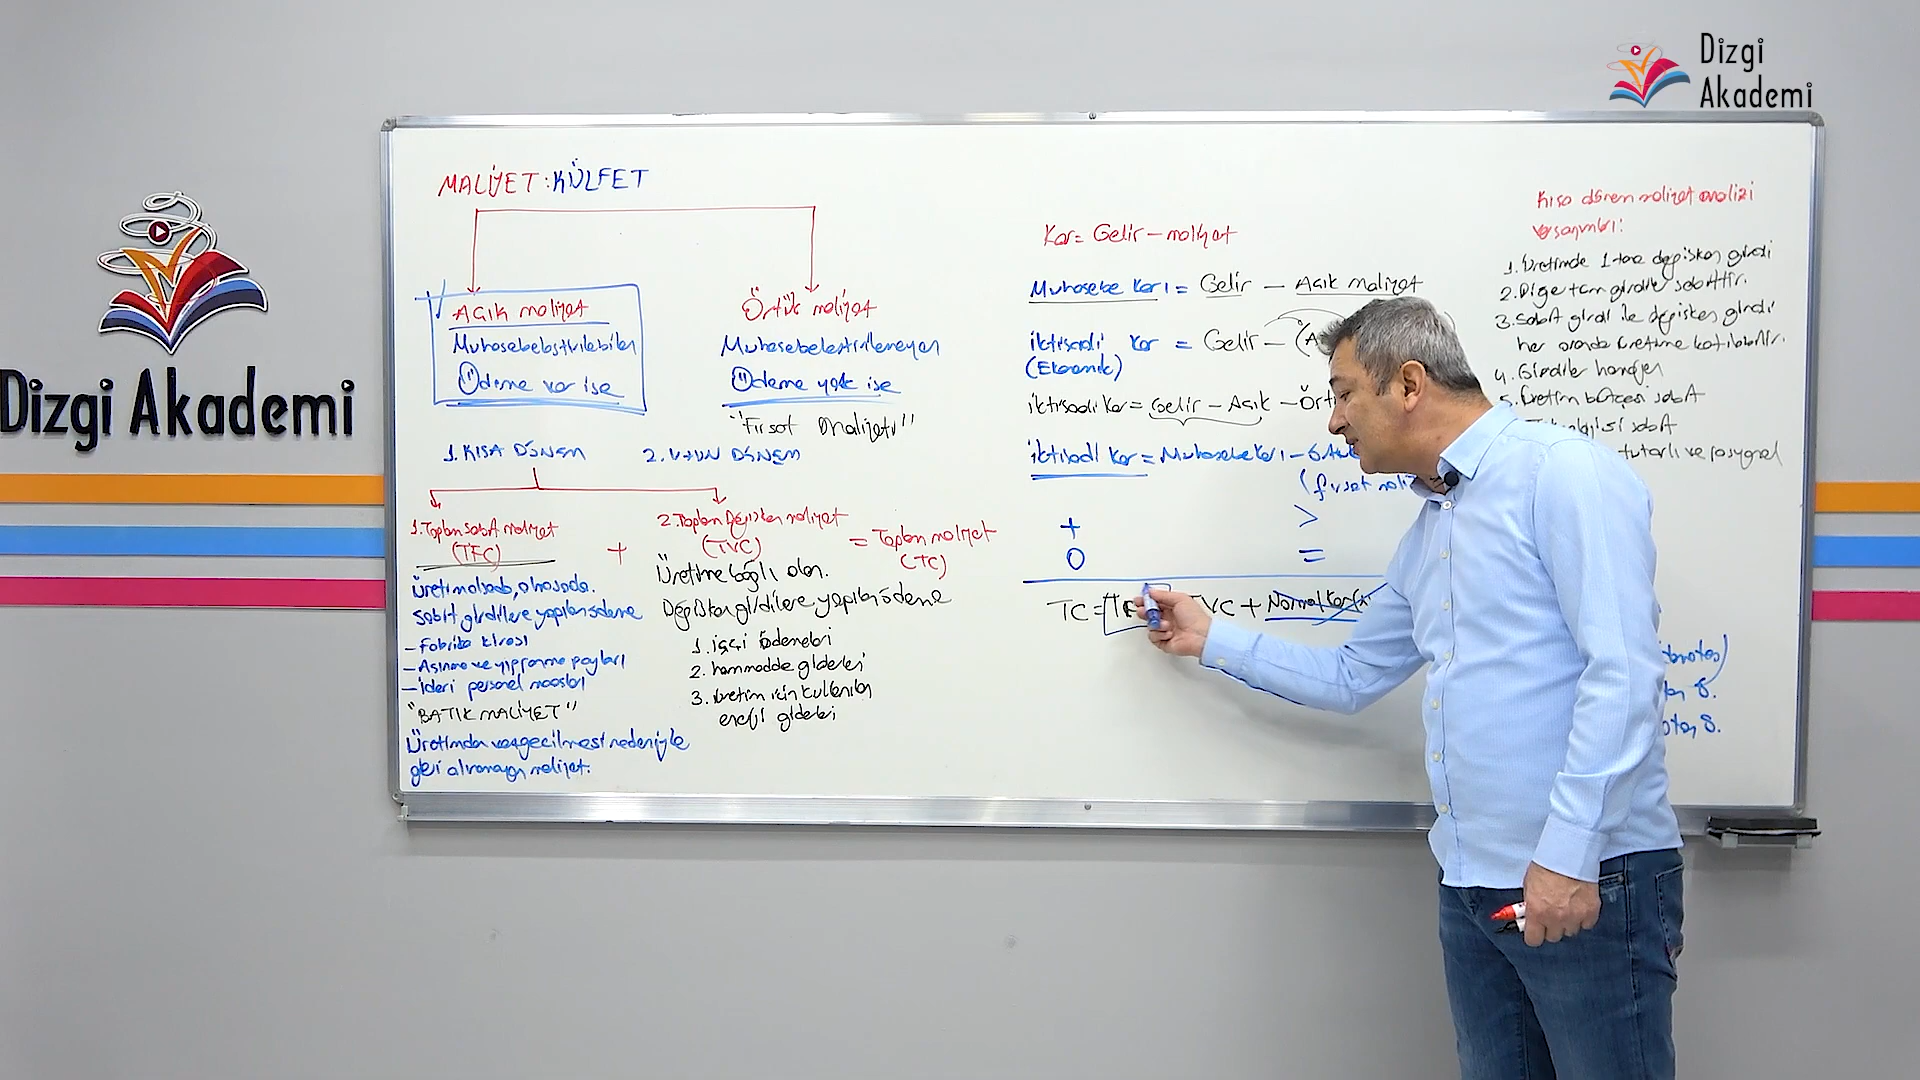 Dizgi
Akademi
Dizgi Akademi
MALİYET : KÜLFET
Açık maliyet
Muhasebeleştirilebilen
Ödeme var ise
Örtük maliyet
Muhasebeleştirilemeyen
Ödeme yok ise
"Fırsat maliyeti"
1. KISA DÖNEM
2. UZUN DÖNEM
1. Toplam sabit maliyet
(TFC)
+
2. Toplam Değişken maliyet
(TVC)
= Toplam maliyet
(TC)
Üretim olsada, olmasada.
Sabit girdilere yapılan ödeme
- Fabrika kirası
- Aşınma ve yıpranma payları
- İdari personel maaşları
"BATIK MALİYET"
Üretimden vazgeçilmesi nedeniyle
geri alınamayan maliyet.
Üretime bağlı olan.
Değişken girdilere yapılan ödeme
1. işçi ödemeleri
2. hammadde giderleri
3. üretim için kullanılan
enerji giderleri
Kar = Gelir - maliyet
Muhasebe Karı = Gelir - Açık maliyet
İktisadi Kar = Gelir - (A
(Ekonomik)
İktisadi Kar = Gelir - Açık - Ört
İktisadi Kar = Muhasebe Karı -
(fırsat mali
+ >
0 =
TC = TVC + Normal Kar
Kısa dönem maliyet analizi
varsayımları:
1. Üretimde 1 tane değişken girdi
2. Diğer tüm girdiler sabittir.
3. Sabit girdi ile değişken girdi
her oranda üretime katılabilir.
4. Girdiler homojen
5. Üretim bütçesi sabit
sabit
tutarlı ve rasyonel